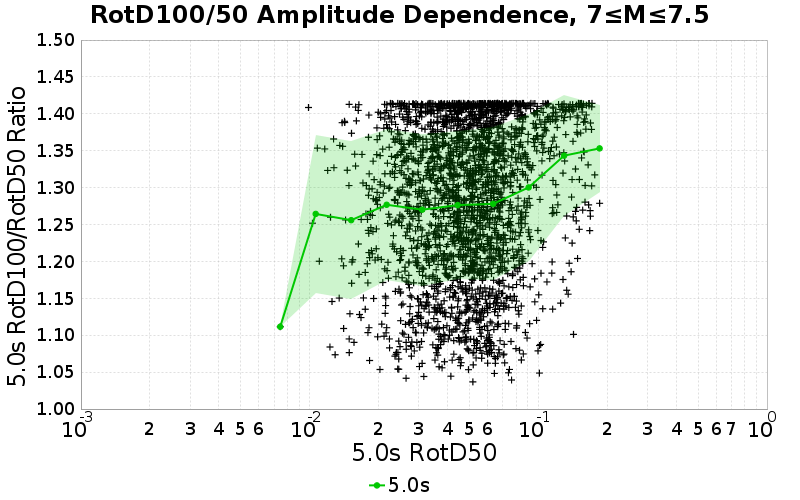 RotD100/50 Amplitude Dependence, 7≤M≤7.5
5.0s RotD100/RotD50 Ratio
1.50
1.45
1.40
1.35
1.30
1.25
1.20
1.15
1.10
1.05
1.00
10⁻³ 2 3 4 5 6 10⁻² 2 3 4 5 6 10⁻¹ 2 3 4 5 6 7 10⁰
5.0s RotD50
5.0s